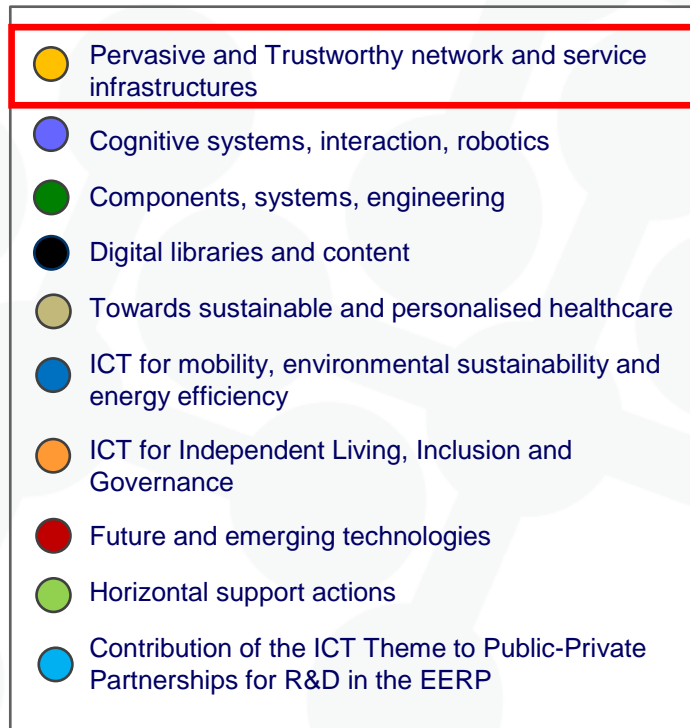 Pervasive and Trustworthy network and service
infrastructures
Cognitive systems, interaction, robotics
Components, systems, engineering
Digital libraries and content
Towards sustainable and personalised healthcare
ICT for mobility, environmental sustainability and
energy efficiency
ICT for Independent Living, Inclusion and
Governance
Future and emerging technologies
Horizontal support actions
Contribution of the ICT Theme to Public-Private
Partnerships for R&D in the EERP